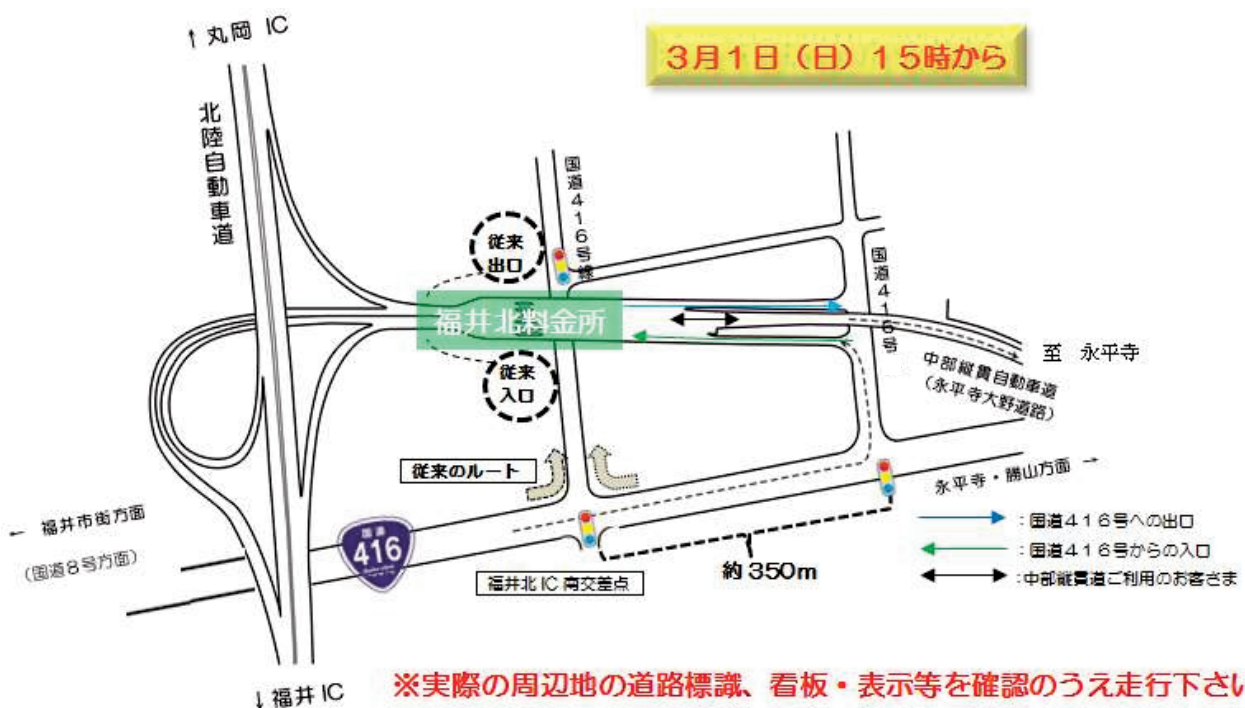 ↑ 丸岡 IC
3月1日（日）15時から
北陸自動車道
国道416号線
従来
出口
福井北料金所
国道416号
至 永平寺
中部縦貫自動車道
（永平寺大野道路）
従来
入口
従来のルート
永平寺・勝山方面 →
← 福井市街方面
（国道8号方面）
国道
416
：国道416号への出口
：国道416号からの入口
約350m
：中部縦貫道ご利用のお客さま
福井北IC南交差点
↓福井IC
※実際の周辺地の道路標識、看板・表示等を確認のうえ走行下さい